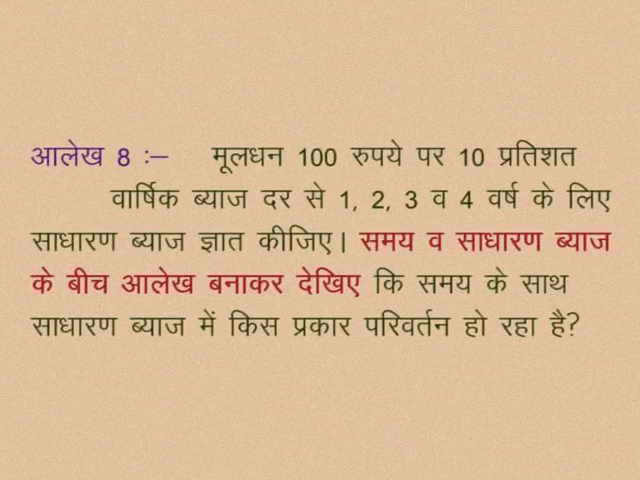 आलेख 8 :– मूलधन 100 रुपये पर 10 प्रतिशत
वार्षिक ब्याज दर से 1, 2, 3 व 4 वर्ष के लिए
साधारण ब्याज ज्ञात कीजिए। समय व साधारण ब्याज
के बीच आलेख बनाकर देखिए कि समय के साथ
साधारण ब्याज में किस प्रकार परिवर्तन हो रहा है?